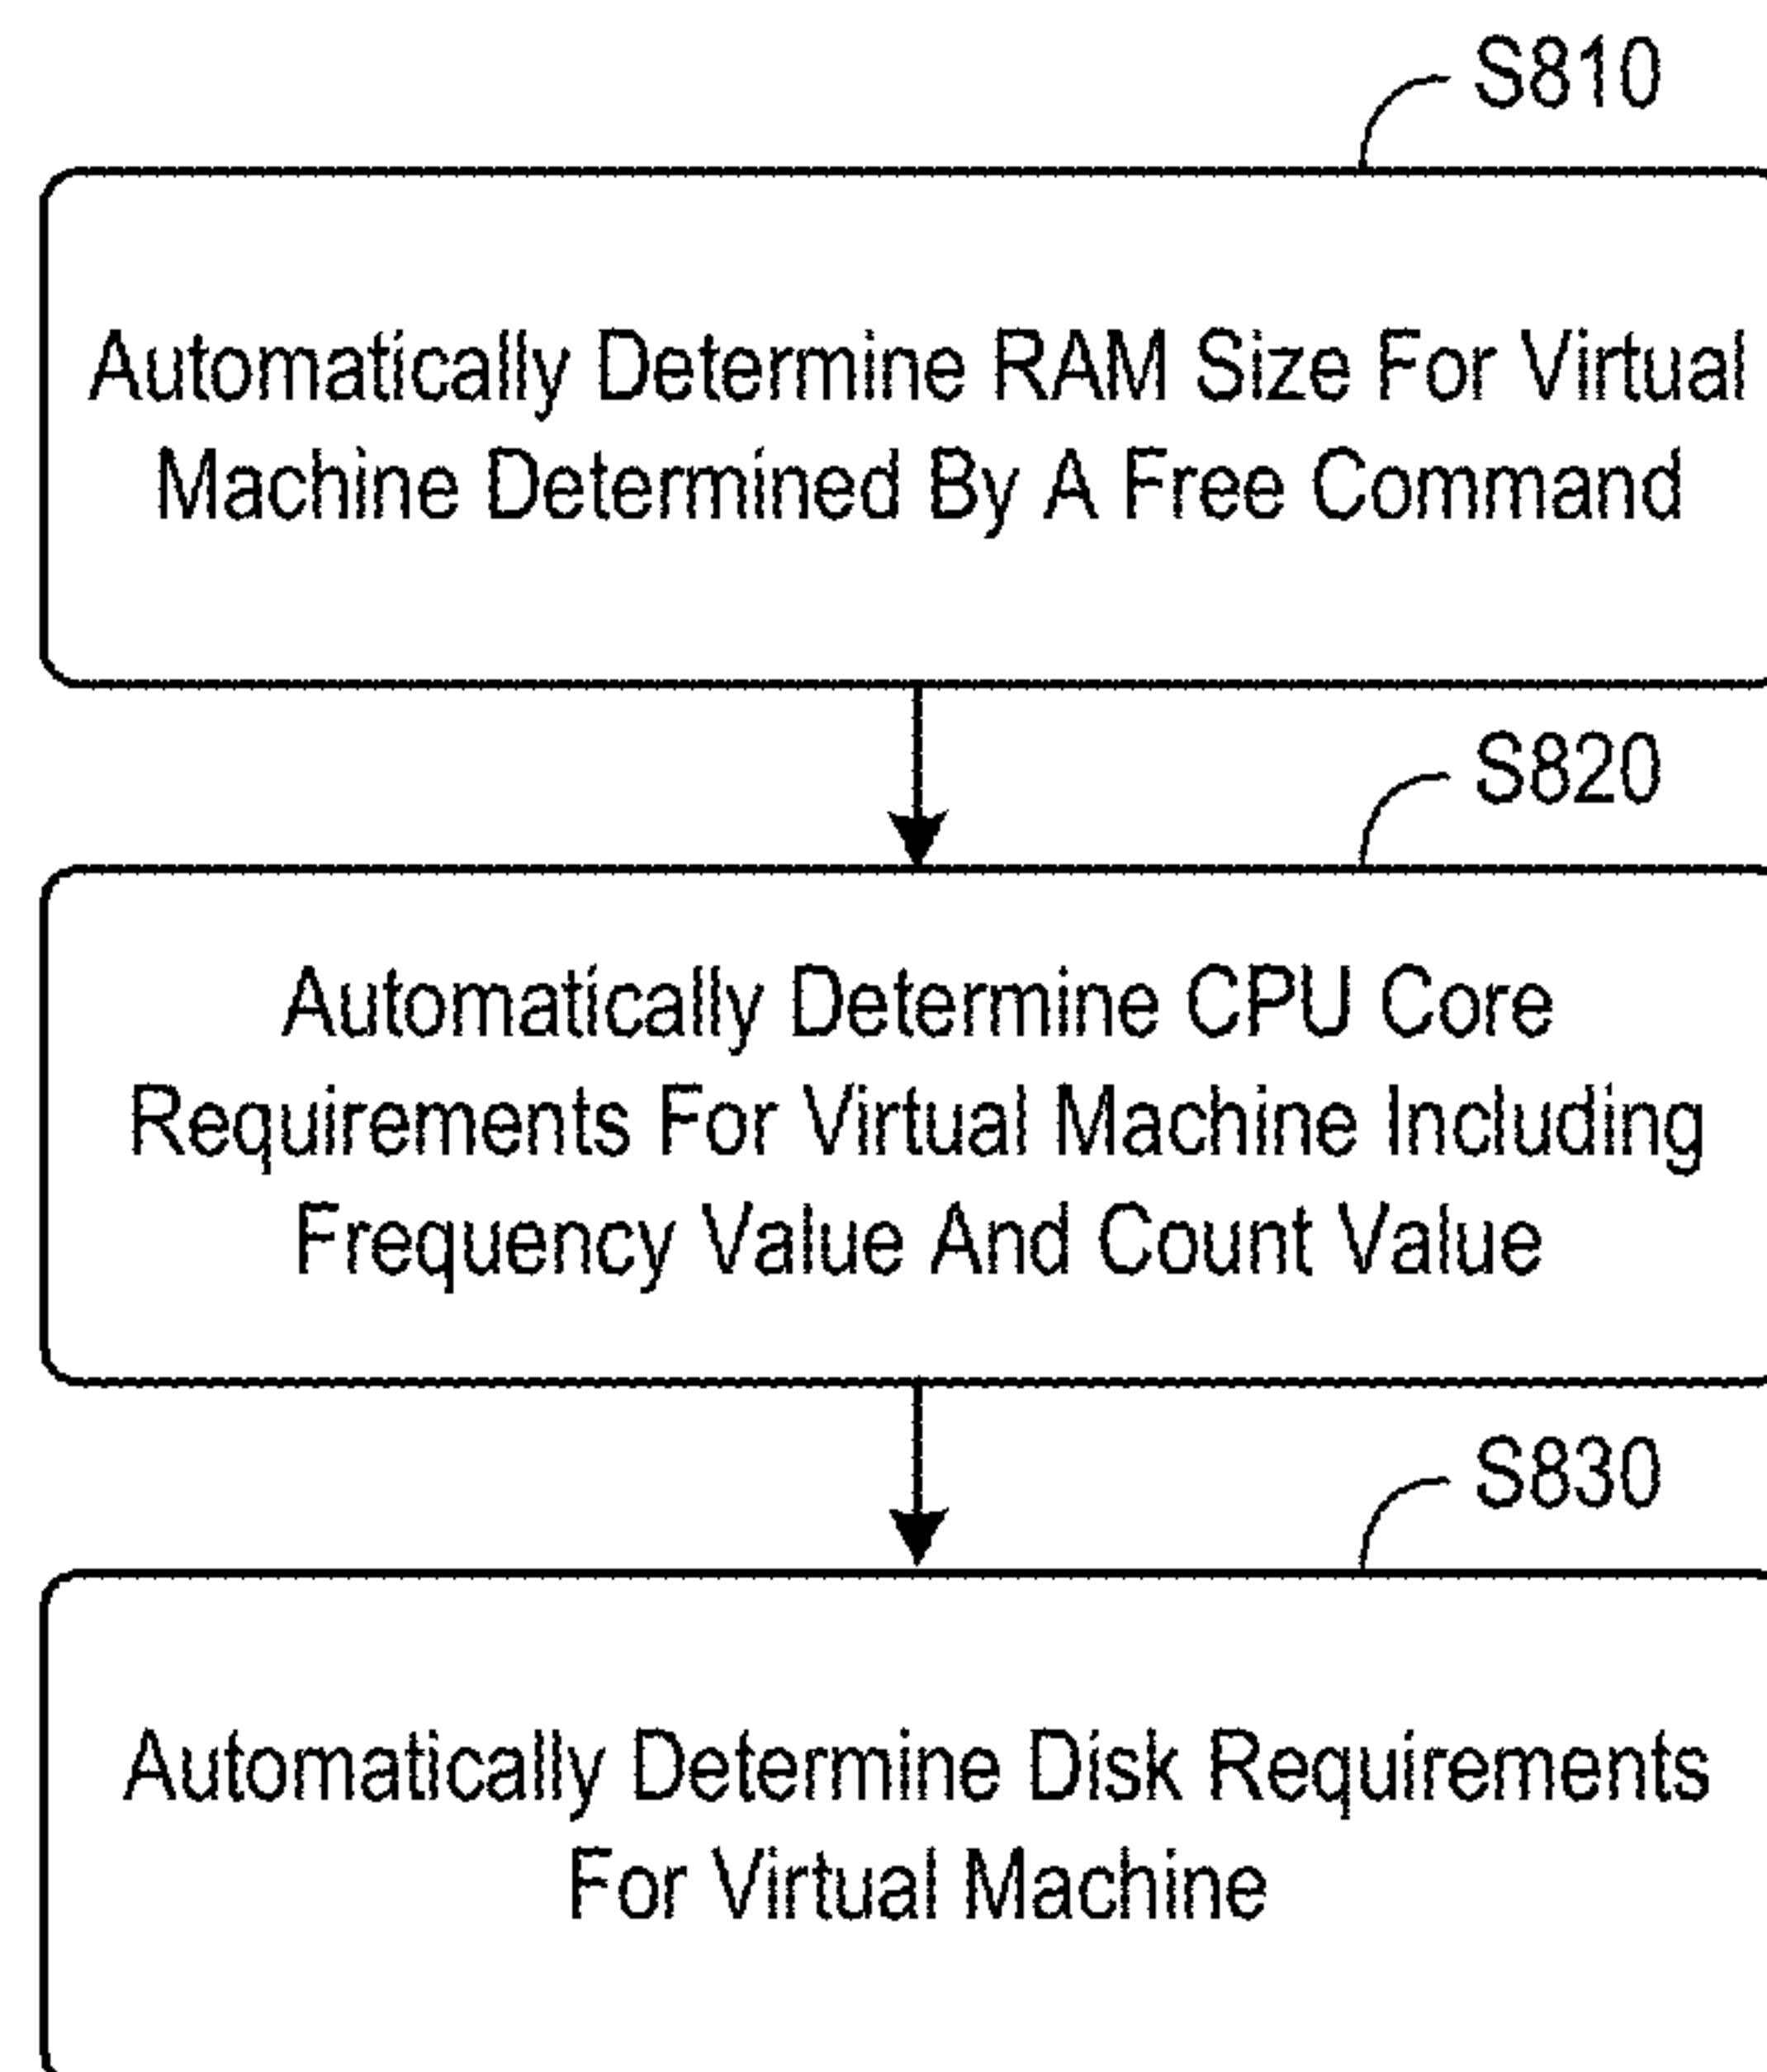 S810
Automatically Determine RAM Size For Virtual
Machine Determined By A Free Command
S820
Automatically Determine CPU Core
Requirements For Virtual Machine Including
Frequency Value And Count Value
S830
Automatically Determine Disk Requirements
For Virtual Machine